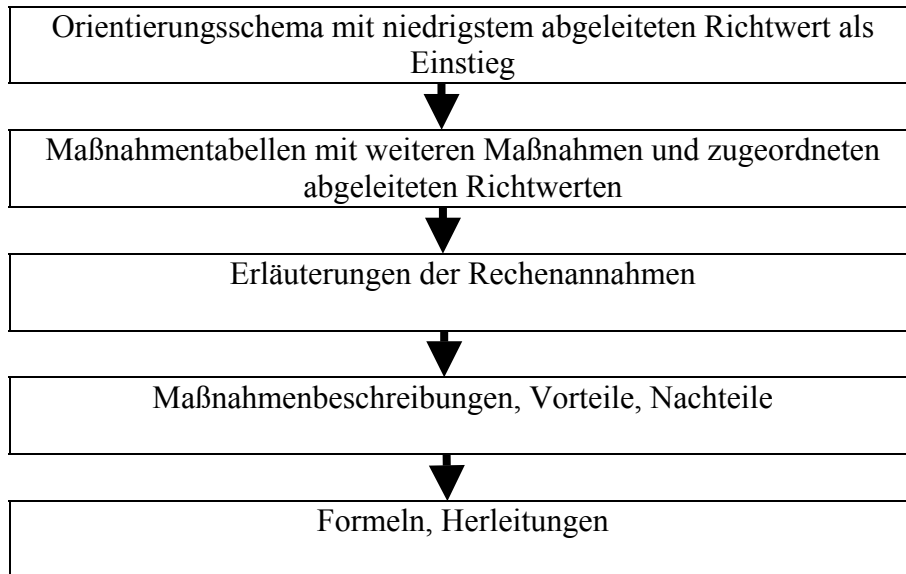 Orientierungsschema mit niedrigstem abgeleiteten Richtwert als
Einstieg
Maßnahmentabellen mit weiteren Maßnahmen und zugeordneten
abgeleiteten Richtwerten
Erläuterungen der Rechenannahmen
Maßnahmenbeschreibungen, Vorteile, Nachteile
Formeln, Herleitungen